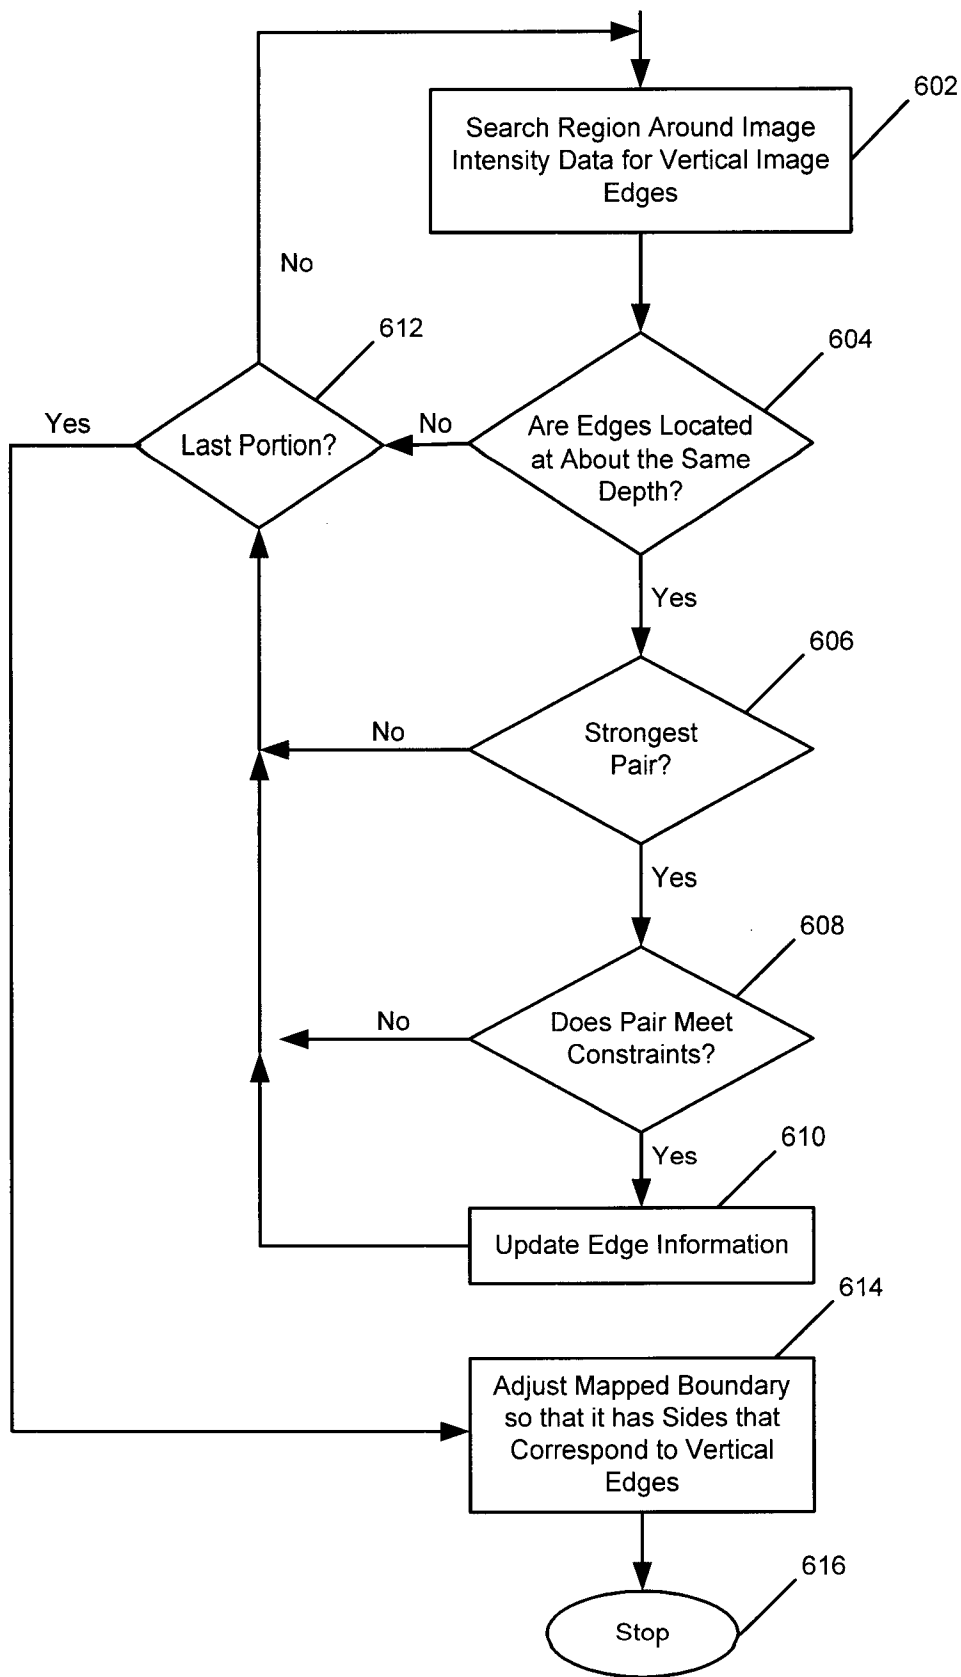 602
Search Region Around Image
Intensity Data for Vertical Image
Edges
No
612
604
Yes
Last Portion?
No
Are Edges Located
at About the Same
Depth?
Yes
606
No
Strongest
Pair?
Yes
608
No
Does Pair Meet
Constraints?
Yes
610
Update Edge Information
614
Adjust Mapped Boundary
so that it has Sides that
Correspond to Vertical
Edges
616
Stop